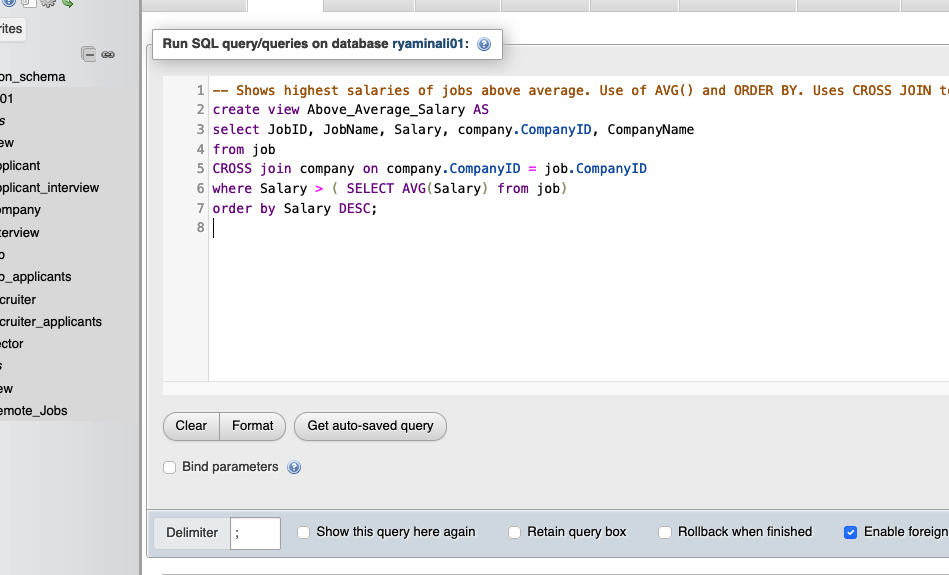 rites
Run SQL query/queries on database ryaminali01:
on_schema
01
s
ew
plicant
plicant_interview
ompany
terview
b
b_applicants
cruiter
cruiter_applicants
ector
s
ew
emote_Jobs
1 -- Shows highest salaries of jobs above average. Use of AVG() and ORDER BY. Uses CROSS JOIN t
2 create view Above_Average_Salary AS
3 select JobID, JobName, Salary, company.CompanyID, CompanyName
4 from job
5 CROSS join company on company.CompanyID = job.CompanyID
6 where Salary > ( SELECT AVG(Salary) from job)
7 order by Salary DESC;
8
Clear Format Get auto-saved query
Bind parameters
Delimiter ; Show this query here again Retain query box Rollback when finished Enable foreign